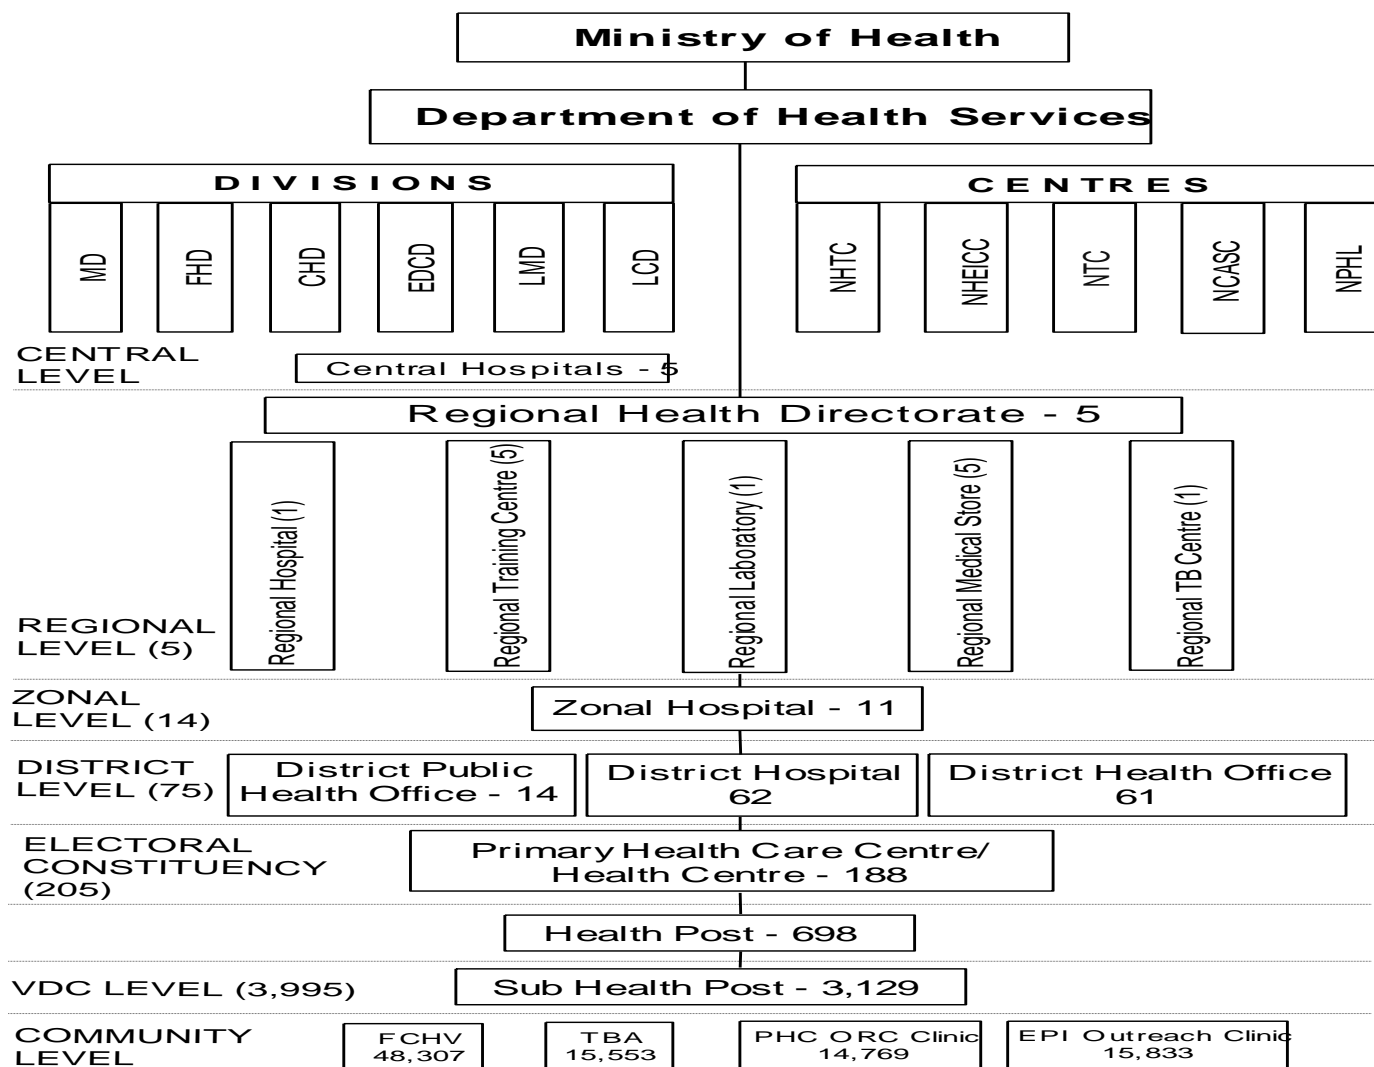 Ministry of Health
Department of Health Services
DIVISIONS
CENTRES
MD
FHD
CHD
EDCD
LMD
LCD
NHTC
NHEICC
NTC
NCASC
NPHL
CENTRAL
LEVEL
Central Hospitals - 5
Regional Health Directorate - 5
Regional Hospital (1)
Regional Training Centre (5)
Regional Laboratory (1)
Regional Medical Store (5)
Regional TB Centre (1)
REGIONAL
LEVEL (5)
ZONAL
LEVEL (14)
Zonal Hospital - 11
DISTRICT
LEVEL (75)
District Public
Health Office - 14
District Hospital
62
District Health Office
61
ELECTORAL
CONSTITUENCY
(205)
Primary Health Care Centre/
Health Centre - 188
Health Post - 698
VDC LEVEL (3,995)
Sub Health Post - 3,129
COMMUNITY
LEVEL
FCHV
48,307
TBA
15,553
PHC ORC Clinic
14,769
EPI Outreach Clinic
15,833